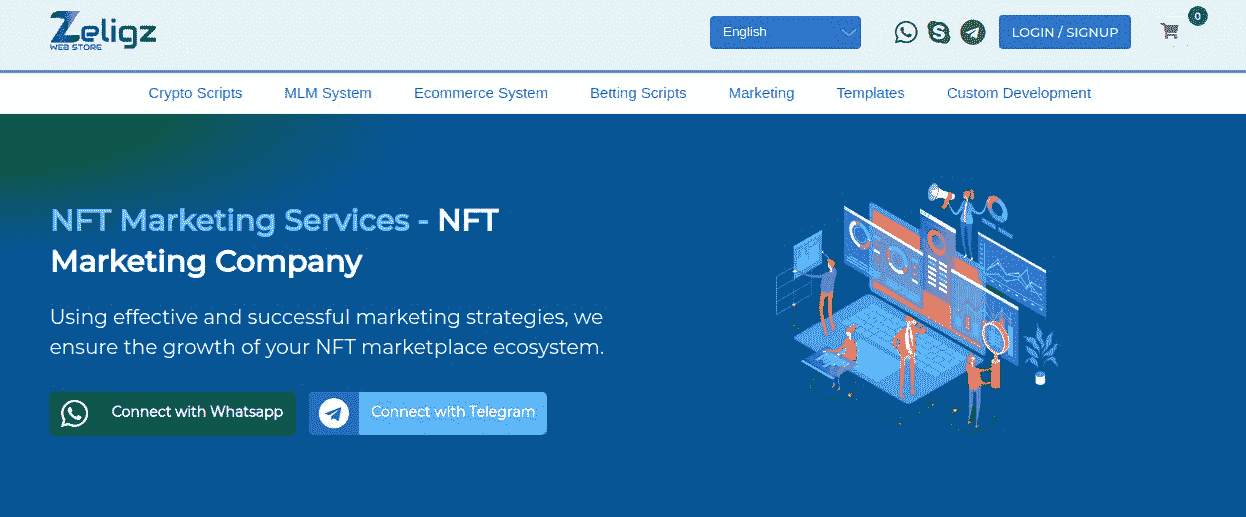 Zeligz
WEB STORE
English
LOGIN / SIGNUP
0
Crypto Scripts
MLM System
Ecommerce System
Betting Scripts
Marketing
Templates
Custom Development
NFT Marketing Services - NFT
Marketing Company
Using effective and successful marketing strategies, we
ensure the growth of your NFT marketplace ecosystem.
Connect with Whatsapp
Connect with Telegram